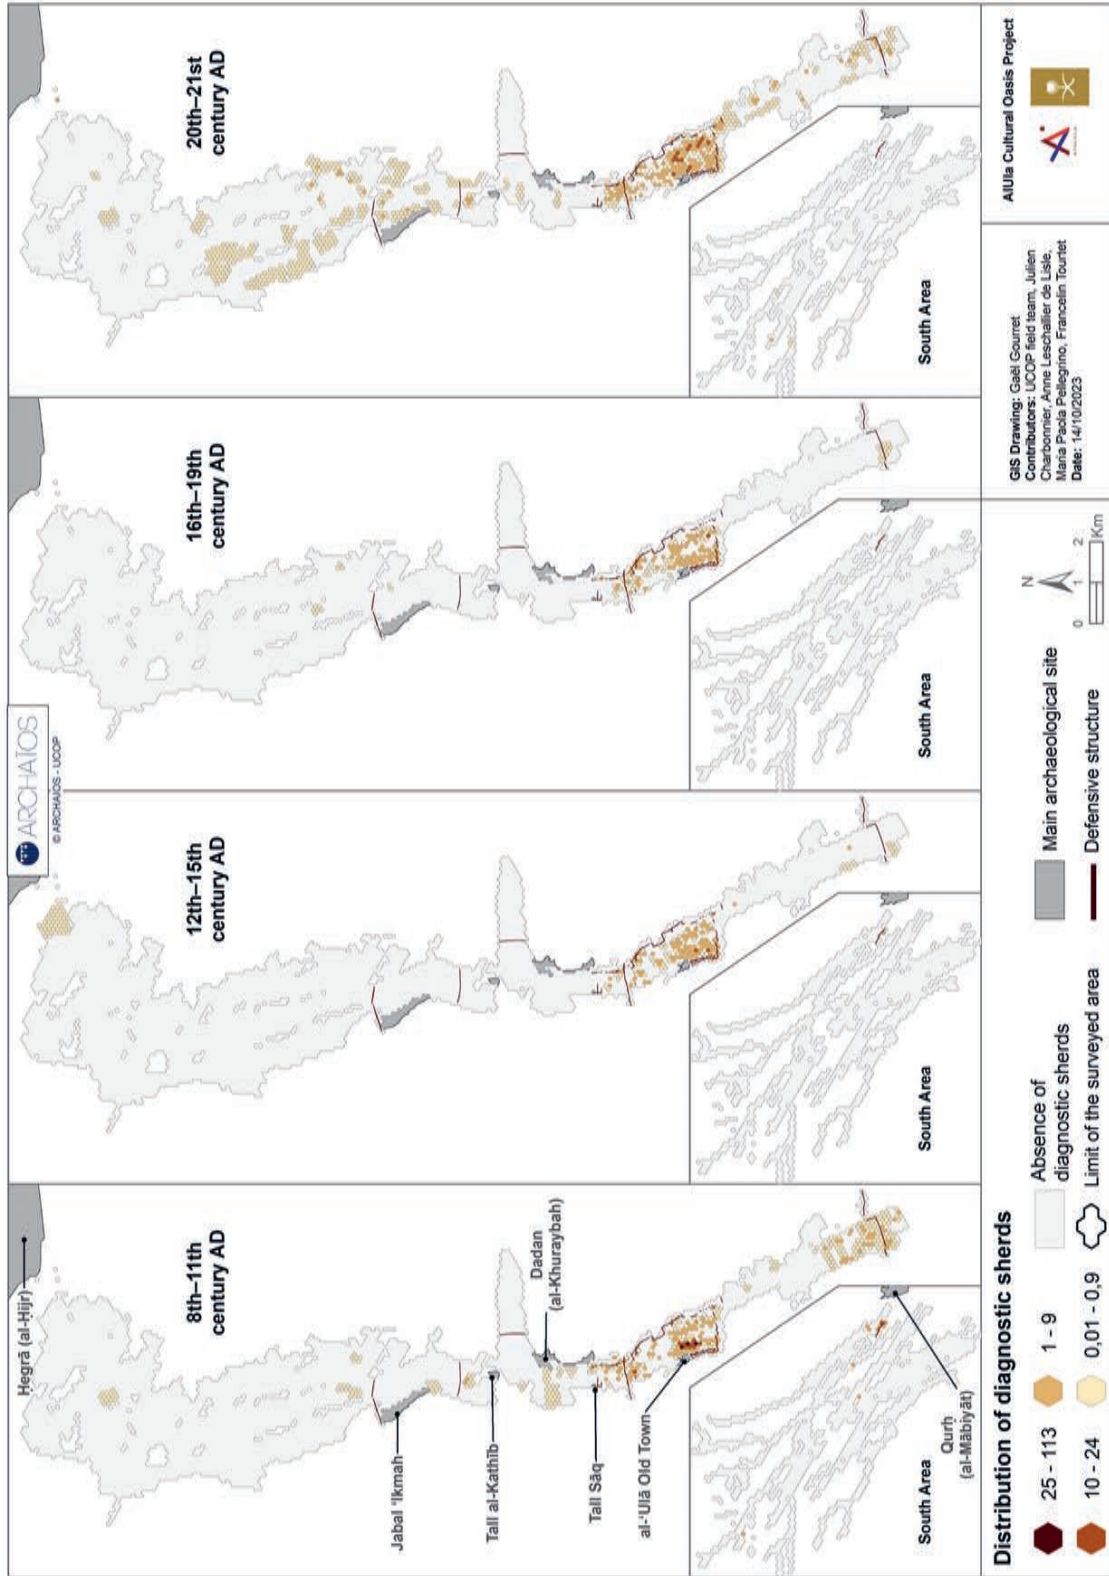 ARCHAÏOS
© ARCHAIOS - UCOP
8th–11th
century AD
Ḥegrā (al-Ḥijr)
Jabal ʿIkmah
Tall al-Kathīb
Dadan
(al-Khuraybah)
Tall Sāq
al-ʿUlā Old Town
South Area
Qurḥ
(al-Mābiyāt)
12th–15th
century AD
South Area
16th–19th
century AD
South Area
20th–21st
century AD
South Area
Distribution of diagnostic sherds
25 - 113
1 - 9
Absence of
diagnostic sherds
Main archaeological site
10 - 24
0,01 - 0,9
Limit of the surveyed area
Defensive structure
N
0 1 2
Km
GIS Drawing: Gaël Gourret
Contributors: UCOP field team, Julien
Charbonnier, Anne Leschallier de Lisle,
Maria Paola Pellegrino, Francelin Tourtet
Date: 14/10/2023
AlUla Cultural Oasis Project